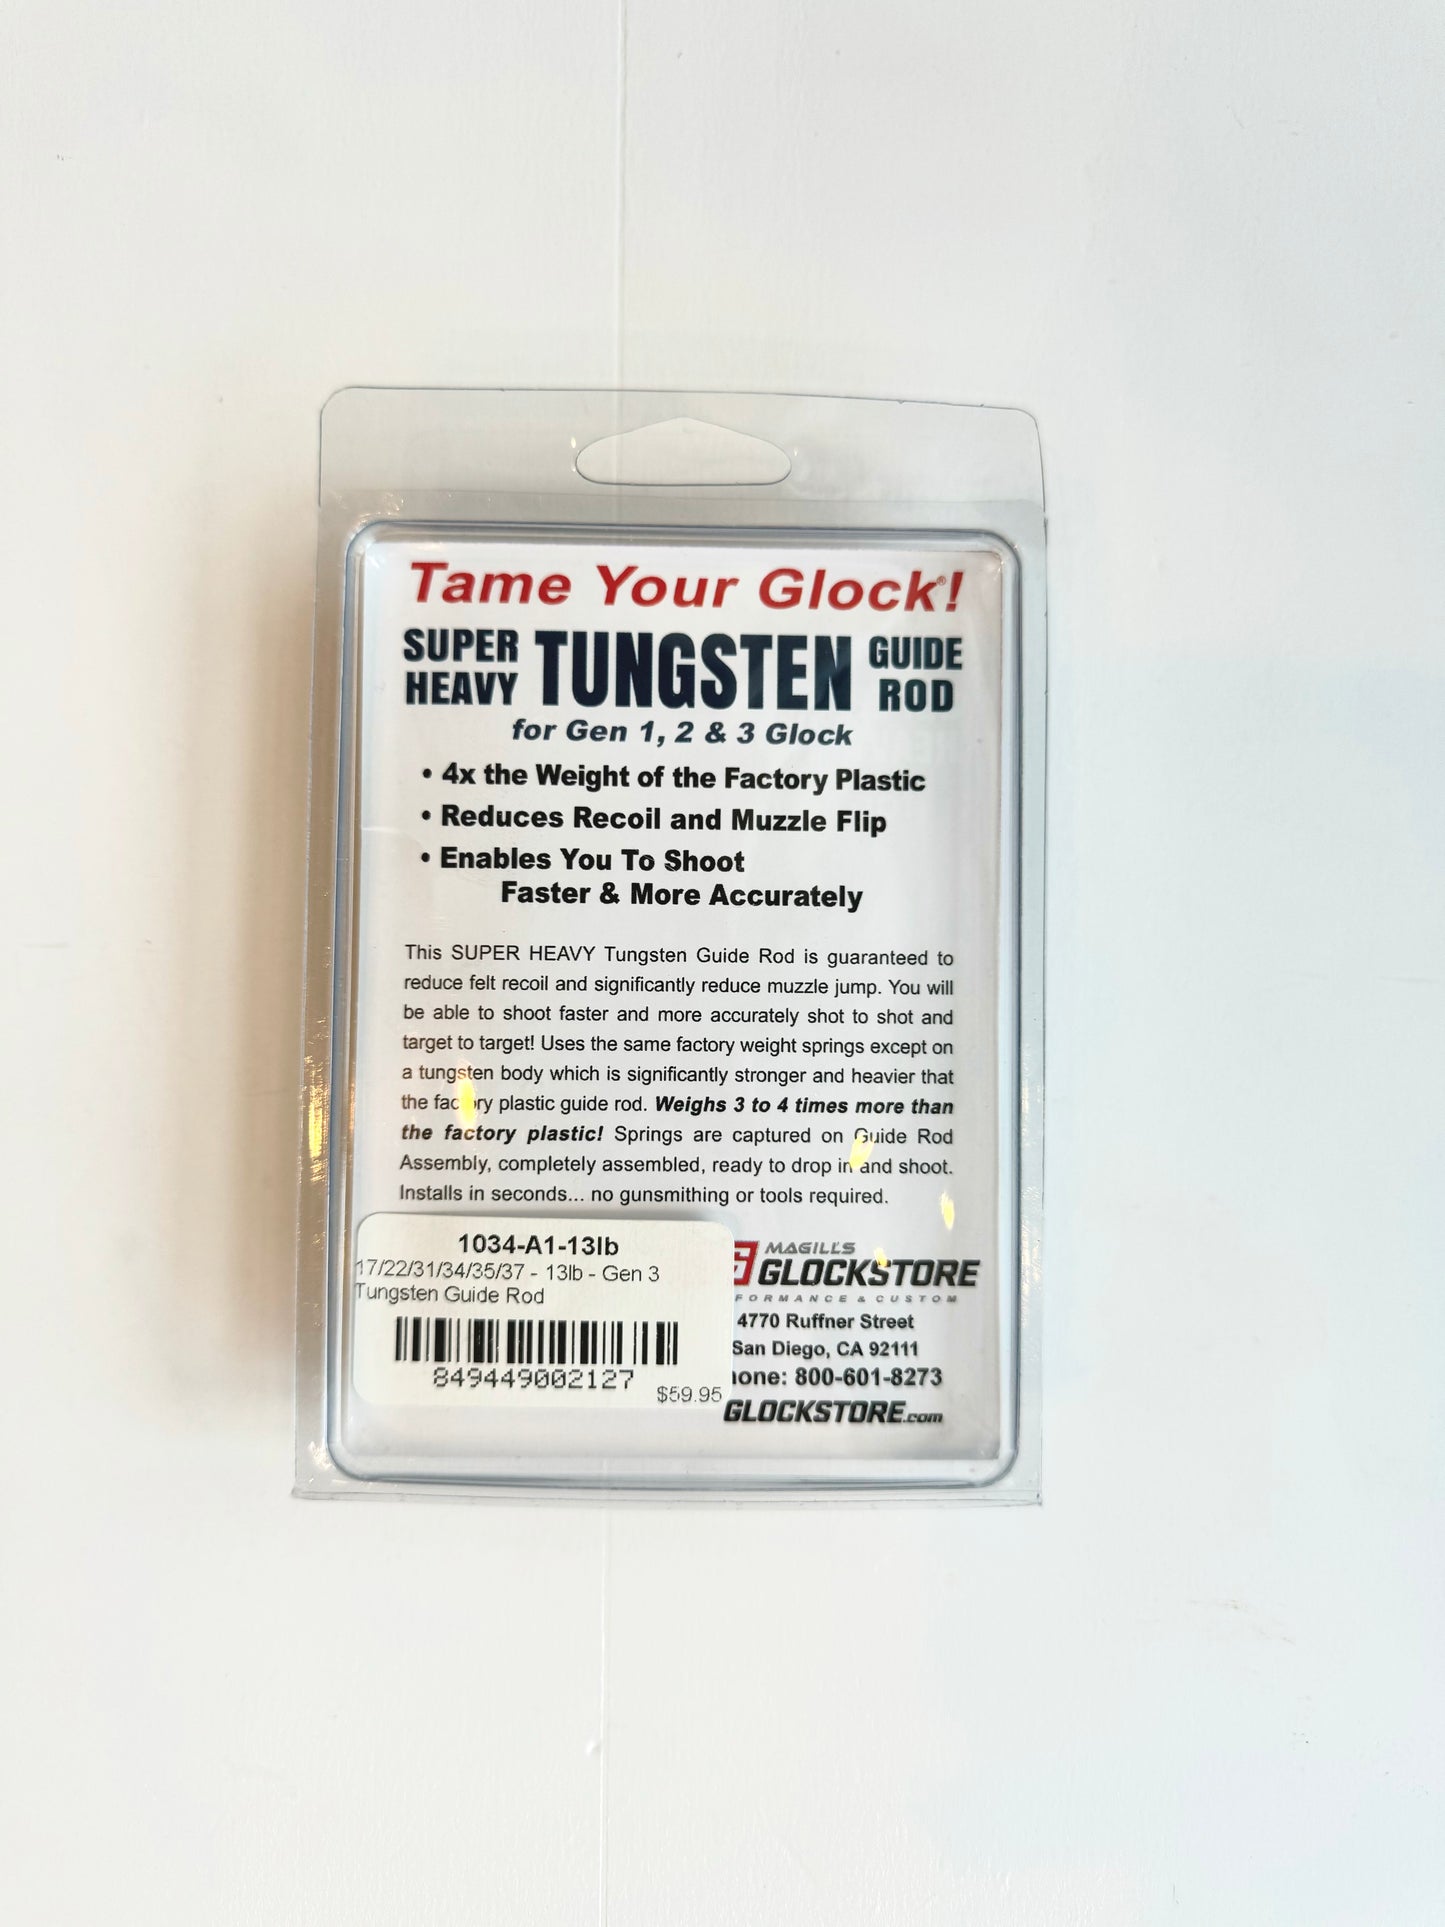 Tame Your Glock®!
SUPER HEAVY TUNGSTEN GUIDE ROD
for Gen 1, 2 & 3 Glock
• 4x the Weight of the Factory Plastic
• Reduces Recoil and Muzzle Flip
• Enables You To Shoot
Faster & More Accurately
This SUPER HEAVY Tungsten Guide Rod is guaranteed to
reduce felt recoil and significantly reduce muzzle jump. You will
be able to shoot faster and more accurately shot to shot and
target to target! Uses the same factory weight springs except on
a tungsten body which is significantly stronger and heavier that
the factory plastic guide rod. Weighs 3 to 4 times more than
the factory plastic! Springs are captured on Guide Rod
Assembly, completely assembled, ready to drop in and shoot.
Installs in seconds... no gunsmithing or tools required.
1034-A1-13lb
17/22/31/34/35/37 - 13lb - Gen 3
Tungsten Guide Rod
849449002127
$59.95
MAGILL'S
GLOCKSTORE
FORMANCE & CUSTOM
4770 Ruffner Street
San Diego, CA 92111
hone: 800-601-8273
GLOCKSTORE.com